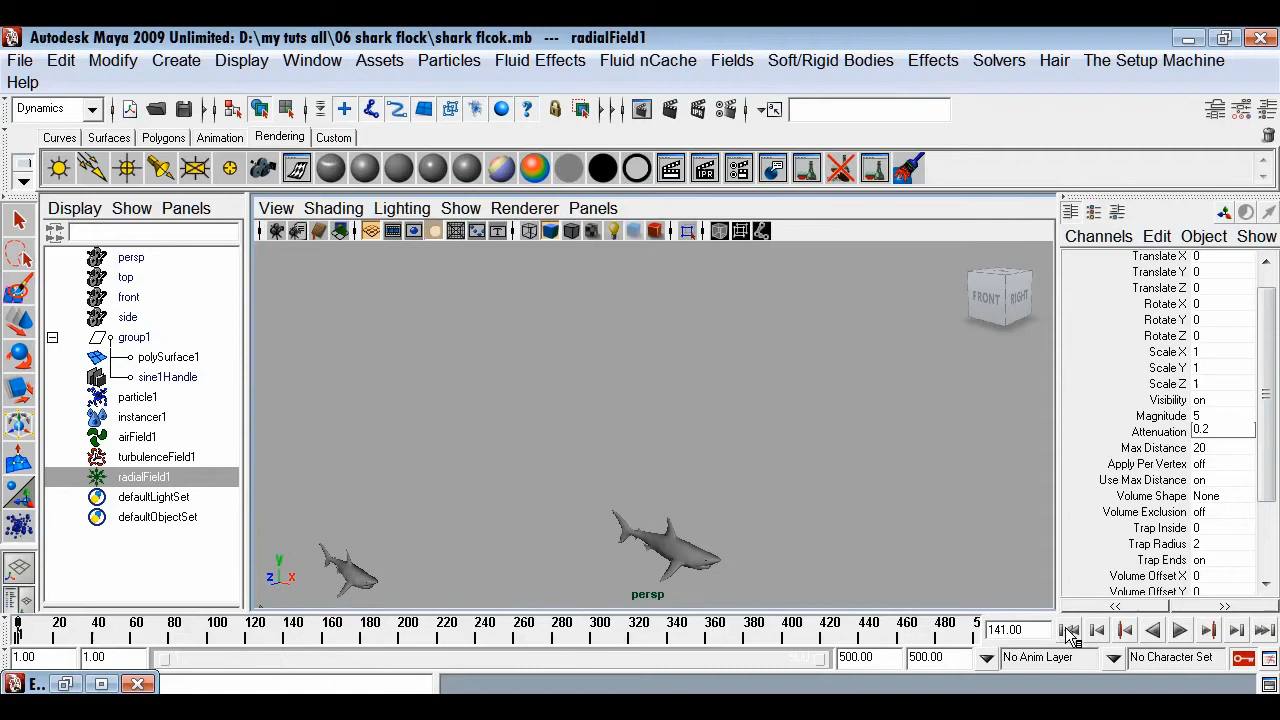 Autodesk Maya 2009 Unlimited: D:\my tuts all\06 shark flock\shark flcok.mb --- radialField1
File Edit Modify Create Display Window Assets Particles Fluid Effects Fluid nCache Fields Soft/Rigid Bodies Effects Solvers Hair The Setup Machine
Help
Dynamics
Curves Surfaces Polygons Animation Rendering Custom
IPR
Display Show Panels
View Shading Lighting Show Renderer Panels
Channels Edit Object Show
persp
top
front
side
group1
polySurface1
sine1Handle
particle1
instancer1
airField1
turbulenceField1
radialField1
defaultLightSet
defaultObjectSet
FRONT RIGHT
y
z x
persp
Translate X 0
Translate Y 0
Translate Z 0
Rotate X 0
Rotate Y 0
Rotate Z 0
Scale X 1
Scale Y 1
Scale Z 1
Visibility on
Magnitude 5
Attenuation 0.2
Max Distance 20
Apply Per Vertex off
Use Max Distance on
Volume Shape None
Volume Exclusion off
Trap Inside 0
Trap Radius 2
Trap Ends on
Volume Offset X 0
Volume Offset Y 0
20 40 60 80 100 120 140 160 180 200 220 240 260 280 300 320 340 360 380 400 420 440 460 480 5
141.00
1.00 1.00 500.00 500.00 No Anim Layer No Character Set
E...